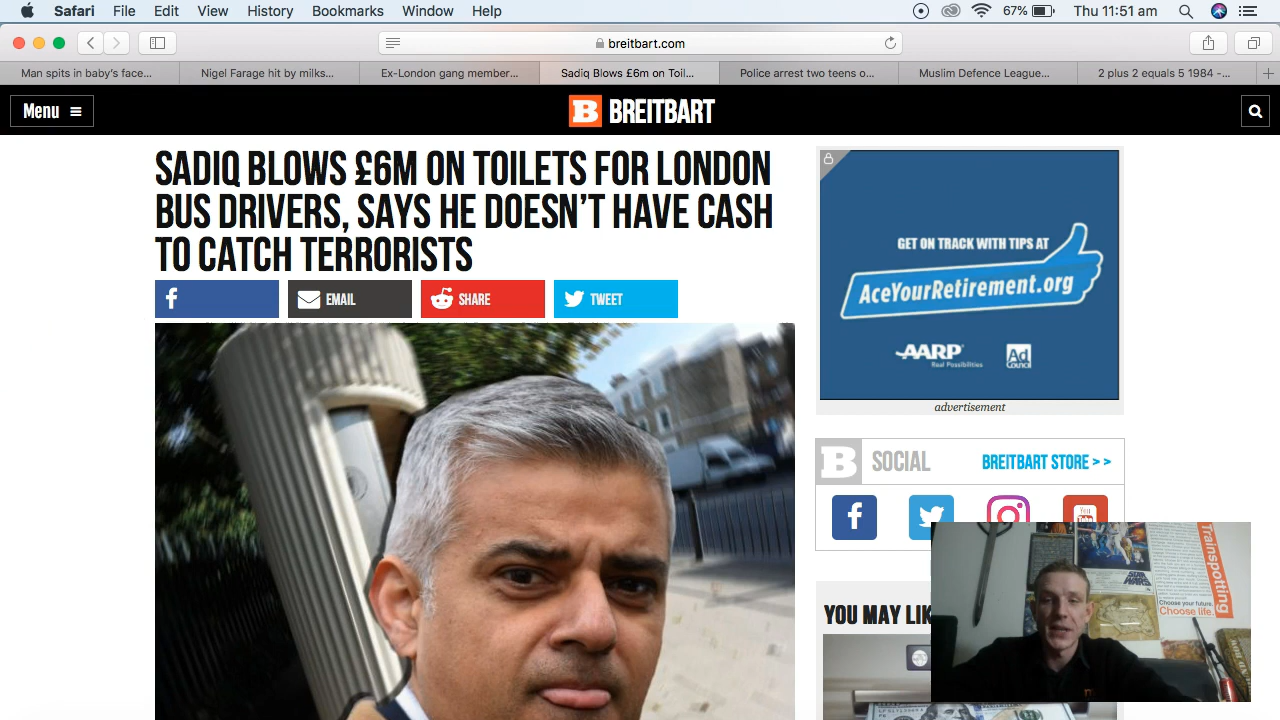 Safari File Edit View History Bookmarks Window Help 67% Thu 11:51 am
breitbart.com
Man spits in baby's face... Nigel Farage hit by milks... Ex-London gang member... Sadiq Blows £6m on Toil... Police arrest two teens o... Muslim Defence League... 2 plus 2 equals 5 1984 -...
Menu B BREITBART
SADIQ BLOWS £6M ON TOILETS FOR LONDON
BUS DRIVERS, SAYS HE DOESN'T HAVE CASH
TO CATCH TERRORISTS
f EMAIL SHARE TWEET
GET ON TRACK WITH TIPS AT
AceYourRetirement.org
AARP
Real Possibilities
Ad
Council
advertisement
B SOCIAL BREITBART STORE > >
f You
YOU MAY LIK
STAR
WARS
Trainspotting
Choose your future.
Choose life.